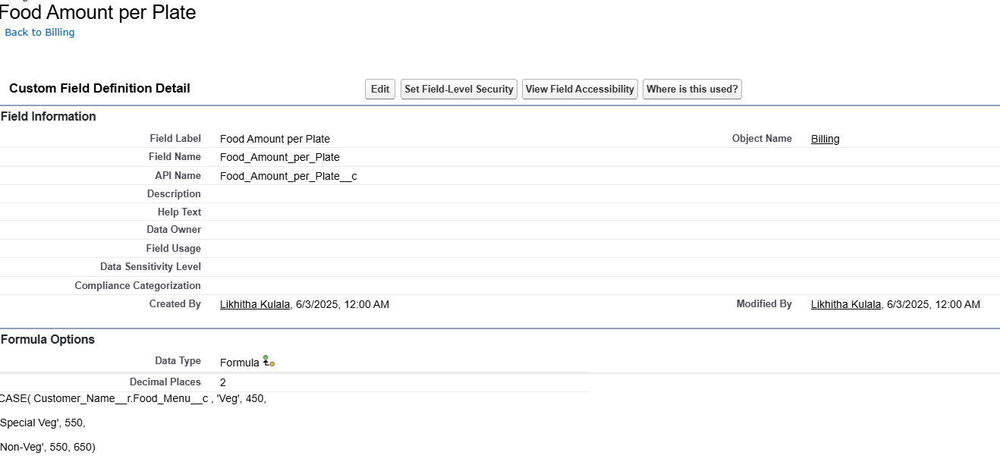 Food Amount per Plate
Back to Billing
Custom Field Definition Detail
Edit
Set Field-Level Security
View Field Accessibility
Where is this used?
Field Information
Field Label Food Amount per Plate
Object Name Billing
Field Name Food_Amount_per_Plate
API Name Food_Amount_per_Plate__c
Description
Help Text
Data Owner
Field Usage
Data Sensitivity Level
Compliance Categorization
Created By Likhitha Kulala, 6/3/2025, 12:00 AM
Modified By Likhitha Kulala, 6/3/2025, 12:00 AM
Formula Options
Data Type Formula
Decimal Places 2
CASE( Customer_Name__r.Food_Menu__c , 'Veg', 450,
Special Veg', 550,
Non-Veg', 550, 650)